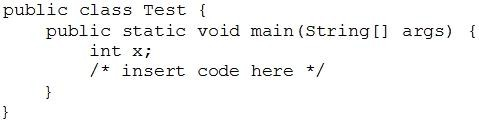 public class Test {
    public static void main(String[] args) {
        int x;
        /* insert code here */
    }
}